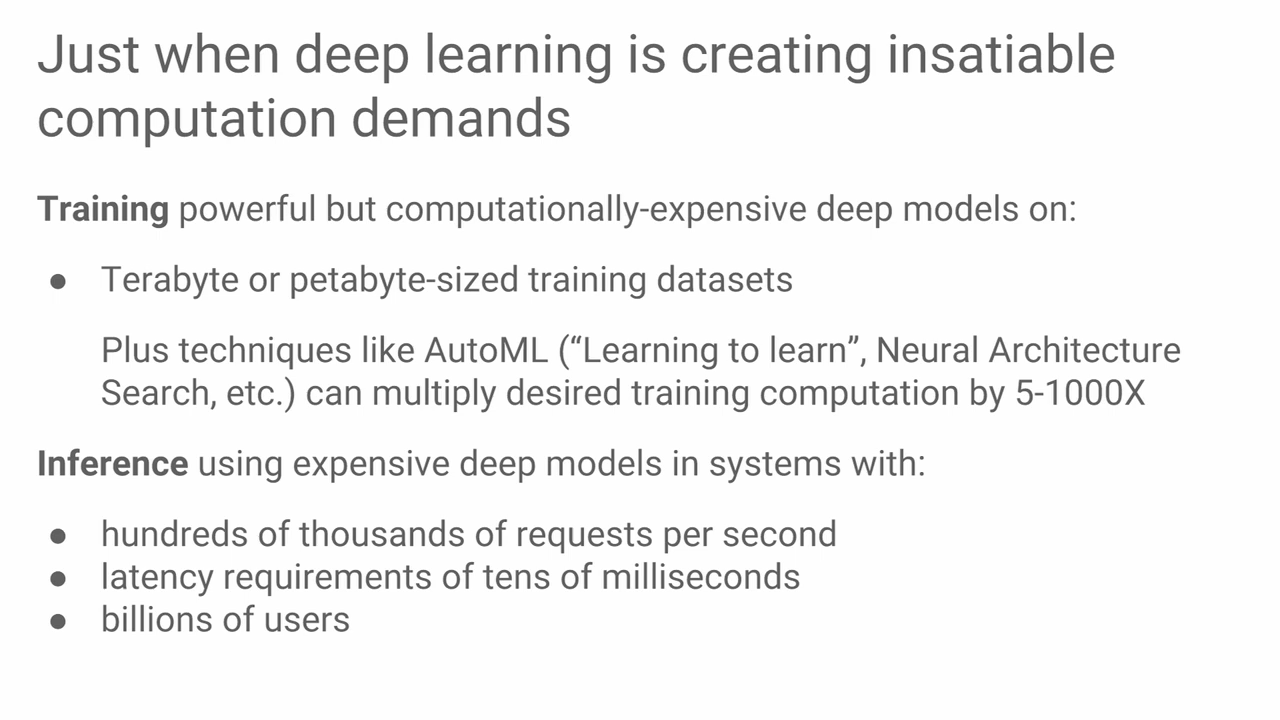 Just when deep learning is creating insatiable
computation demands
Training powerful but computationally-expensive deep models on:
● Terabyte or petabyte-sized training datasets
Plus techniques like AutoML (“Learning to learn”, Neural Architecture
Search, etc.) can multiply desired training computation by 5-1000X
Inference using expensive deep models in systems with:
● hundreds of thousands of requests per second
● latency requirements of tens of milliseconds
● billions of users